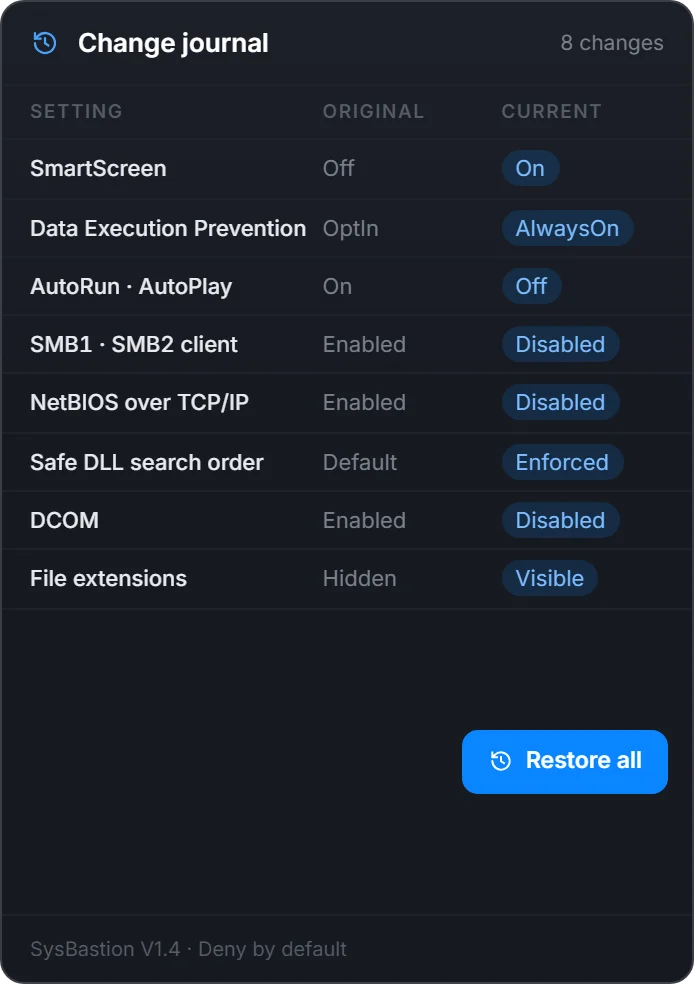 Change journal 8 changes
SETTING ORIGINAL CURRENT
SmartScreen Off On
Data Execution Prevention OptIn AlwaysOn
AutoRun · AutoPlay On Off
SMB1 · SMB2 client Enabled Disabled
NetBIOS over TCP/IP Enabled Disabled
Safe DLL search order Default Enforced
DCOM Enabled Disabled
File extensions Hidden Visible
Restore all
SysBastion V1.4 · Deny by default